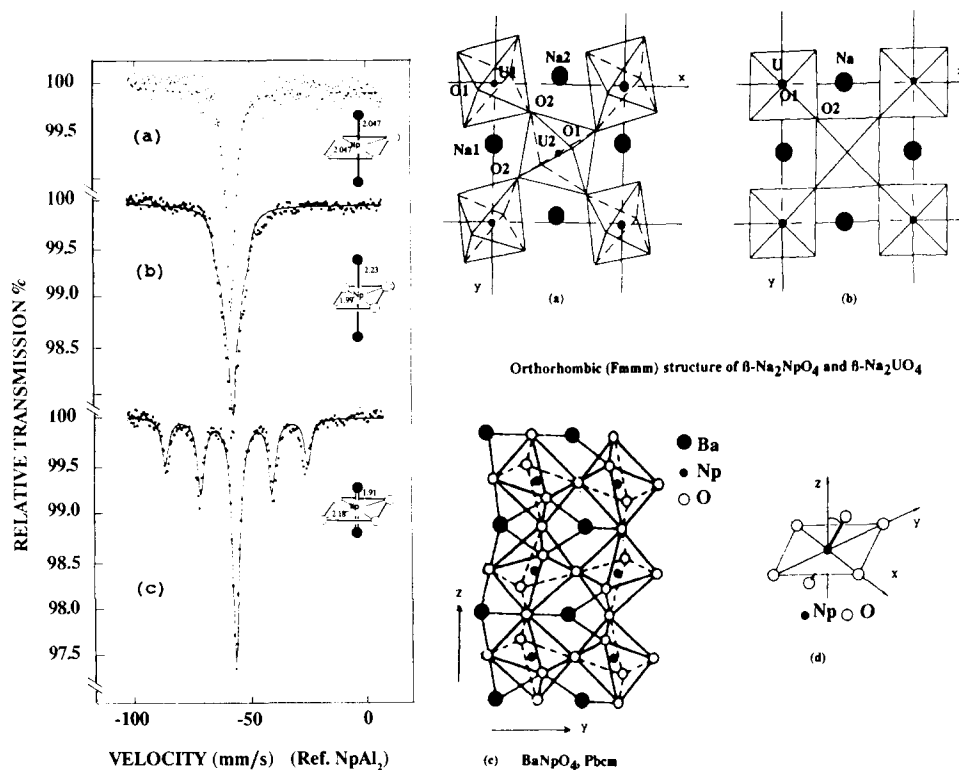 100
99.5
(a)
2.047
Np
2.047
100
99.5
(b)
99.0
98.5
2.23
Np
1.99
100
99.5
99.0
98.5
(c)
98.0
97.5
1.91
Np
2.18
RELATIVE TRANSMISSION %
-100
-50
0
VELOCITY (mm/s) (Ref. NpAl2)
Na2
U1
x
O1
O2
O1
Na1
U2
O2
y
(a)
U
Na
O1
O2
y
(b)
Orthorhombic (Fmmm) structure of ß-Na2NpO4 and ß-Na2UO4
Ba
Np
O
z
y
(c) BaNpO4, Pbcm
z
y
x
Np O
(d)